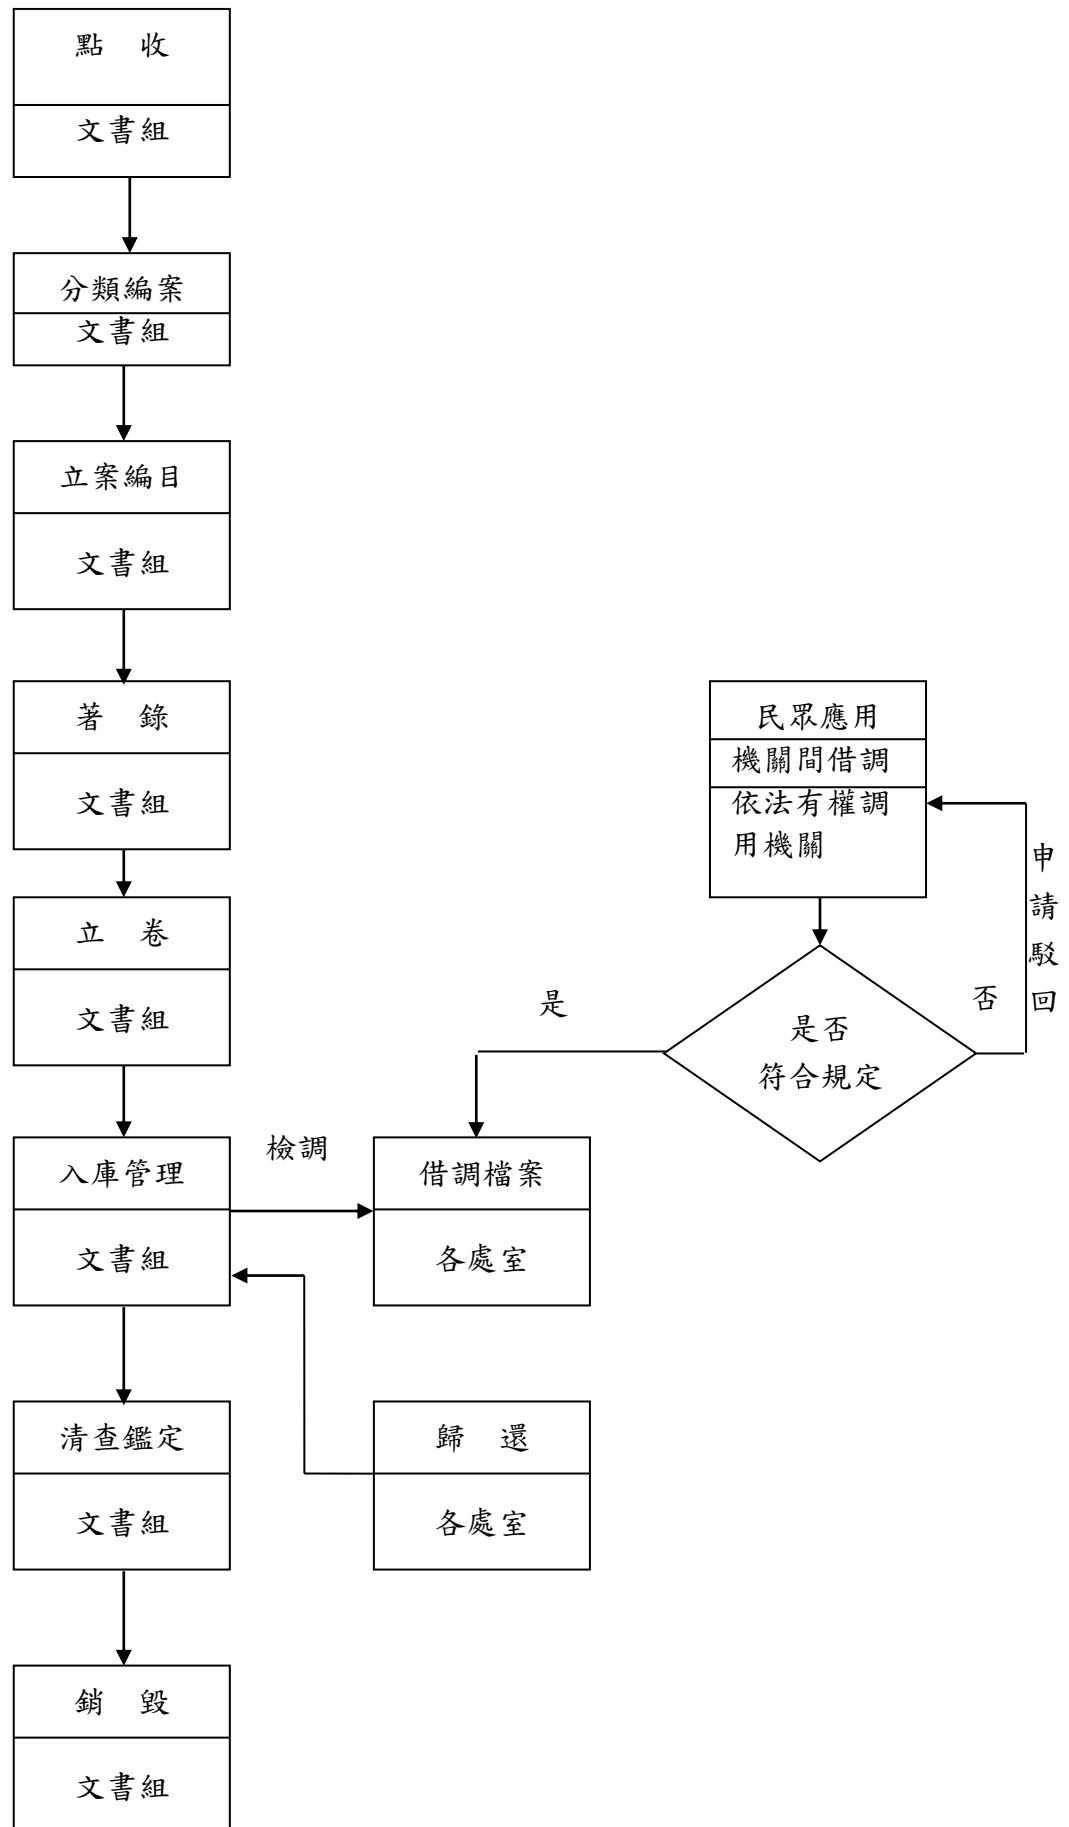 點 收
文書組
分類編案
文書組
立案編目
文書組
著 錄
文書組
民眾應用
機關間借調
依法有權調
用機關
申請駁回
立 卷
文書組
是
否
是否
符合規定
入庫管理
文書組
檢調
借調檔案
各處室
清查鑑定
文書組
歸 還
各處室
銷 毀
文書組